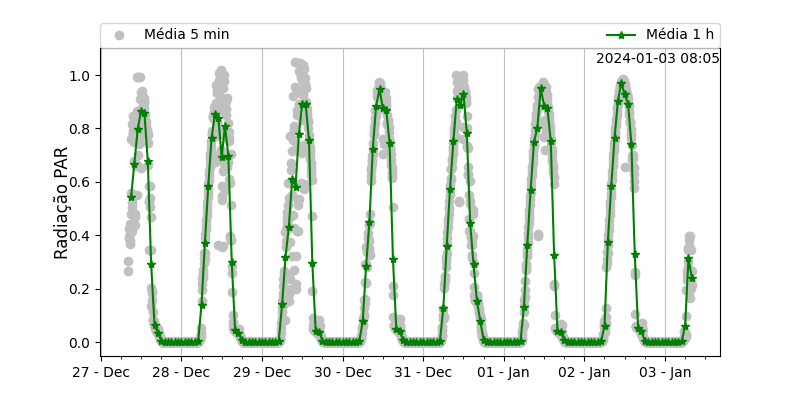 Média 5 min
Média 1 h
2024-01-03 08:05
Radiação PAR
1.0
0.8
0.6
0.4
0.2
0.0
27 - Dec
28 - Dec
29 - Dec
30 - Dec
31 - Dec
01 - Jan
02 - Jan
03 - Jan